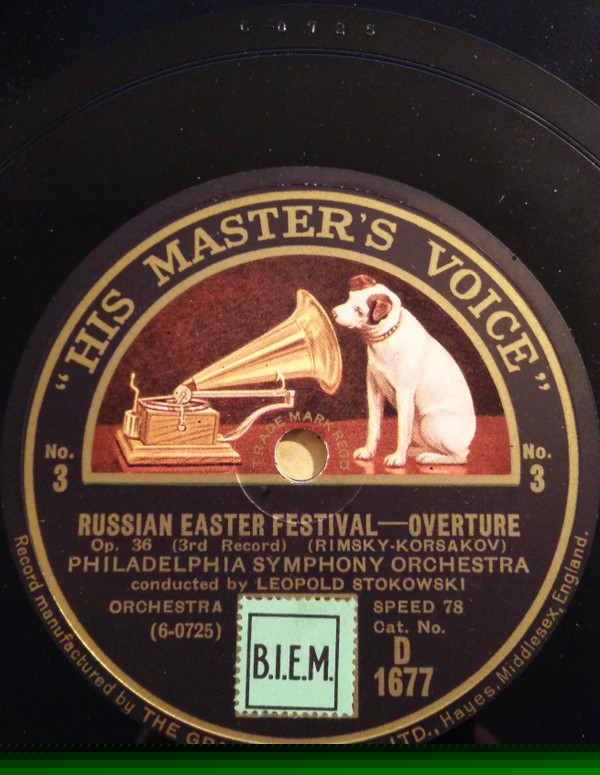 6 0725
“HIS MASTER'S VOICE”
TRADE MARK REGD
No. 3
No. 3
RUSSIAN EASTER FESTIVAL—OVERTURE
Op. 36 (3rd Record) (RIMSKY-KORSAKOV)
PHILADELPHIA SYMPHONY ORCHESTRA
conducted by LEOPOLD STOKOWSKI
ORCHESTRA
(6-0725)
B.I.E.M.
SPEED 78
Cat. No.
D
1677
Record manufactured by THE LTD., Hayes, Middlesex, England.